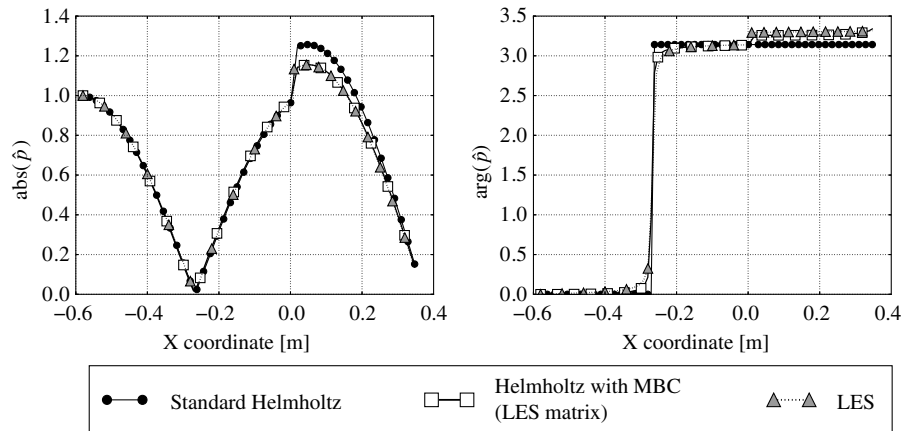 1.4
1.2
1.0
0.8
0.6
0.4
0.2
0.0
abs(p̂)
−0.6 −0.4 −0.2 0.0 0.2 0.4
X coordinate [m]
3.5
3.0
2.5
2.0
1.5
1.0
0.5
0.0
arg(p̂)
−0.6 −0.4 −0.2 0.0 0.2 0.4
X coordinate [m]
Standard Helmholtz
Helmholtz with MBC
(LES matrix)
LES